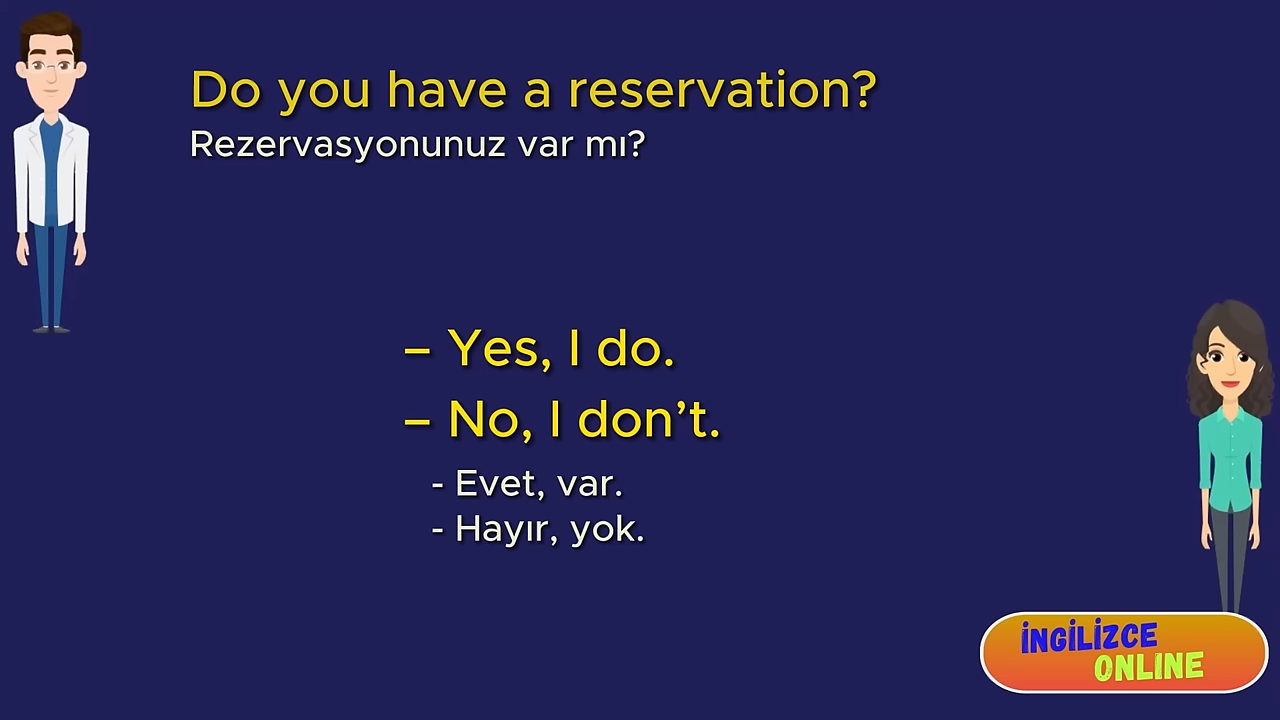 Do you have a reservation?
Rezervasyonunuz var mı?
– Yes, I do.
– No, I don’t.
- Evet, var.
- Hayır, yok.
İNGİLİZCE
ONLINE